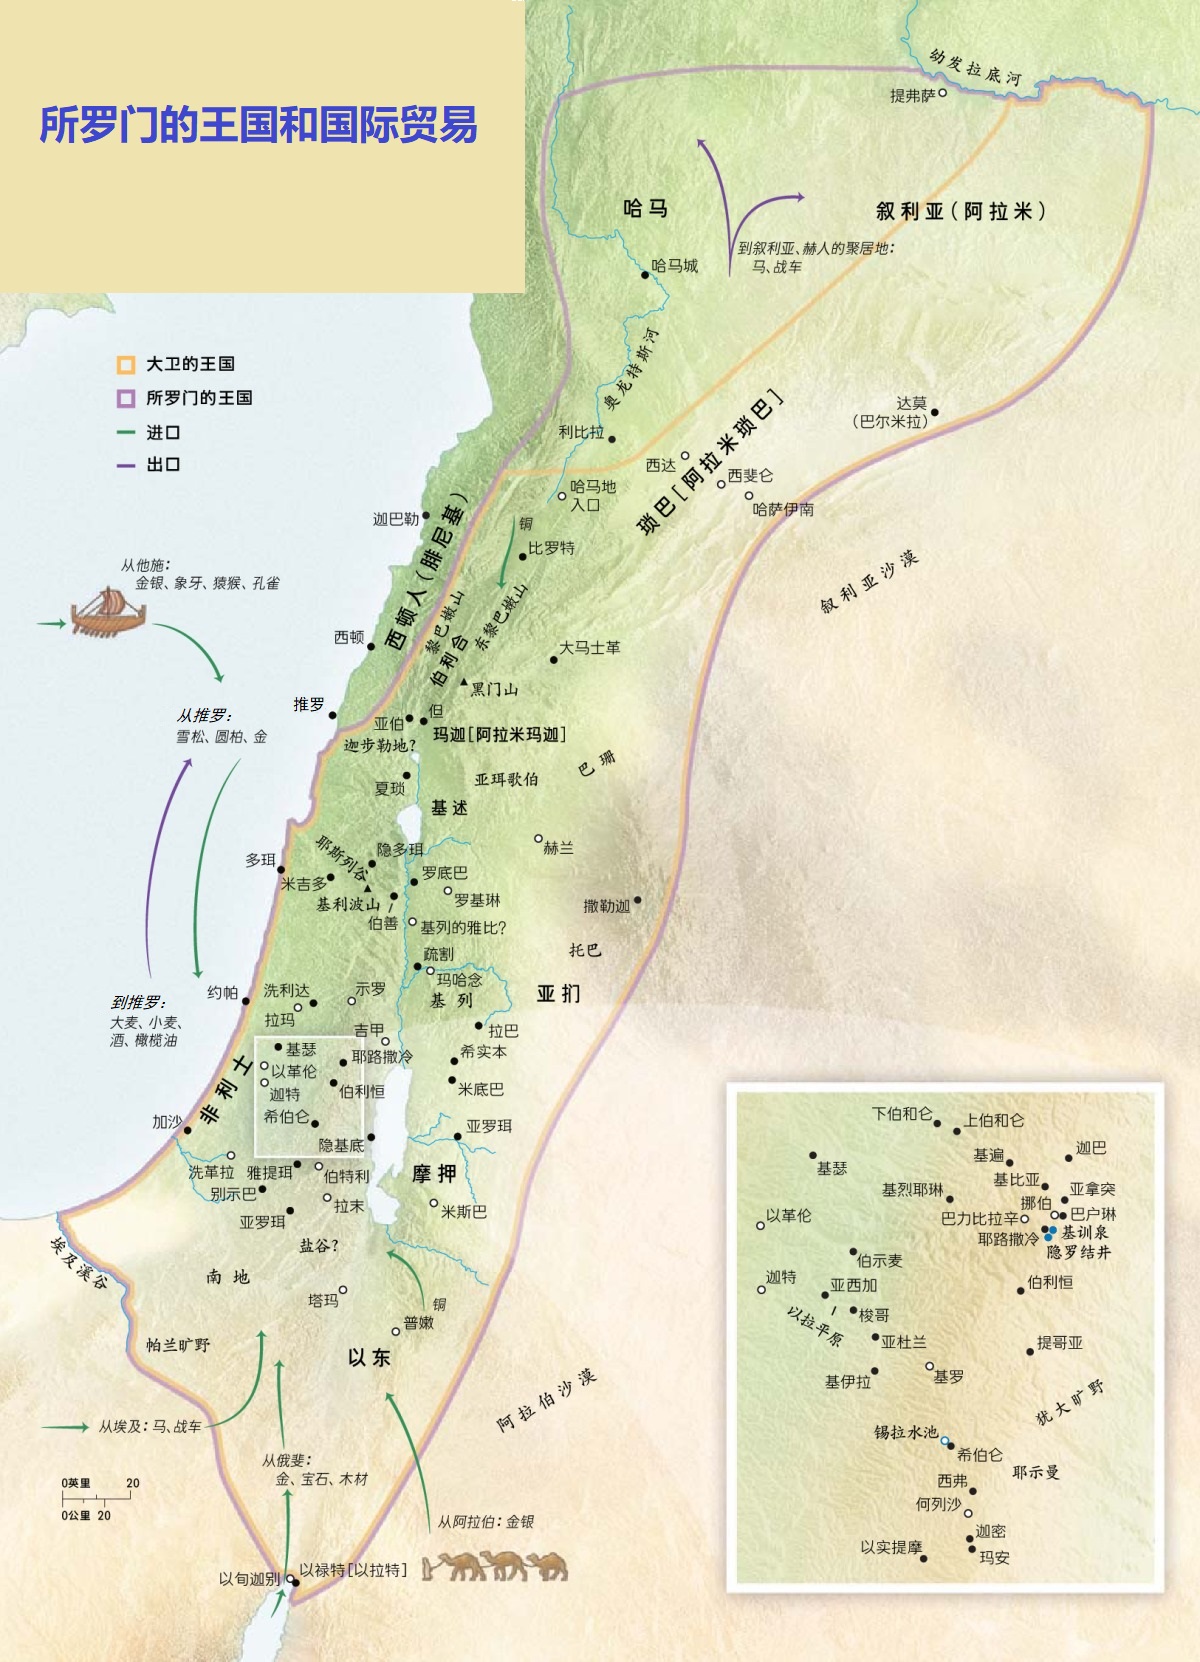 所罗门的王国和国际贸易
幼发拉底河
提弗萨
哈马
叙利亚(阿拉米)
到叙利亚、赫人的聚居地:
马、战车
哈马城
奥龙特斯河
大卫的王国
所罗门的王国
进口
出口
达莫
(巴尔米拉)
利比拉
西达
琐巴[阿拉米琐巴]
西斐仑
哈马地
入口
哈萨伊南
迦巴勒
西顿人(腓尼基)
铜
比罗特
从他施:
金银、象牙、猿猴、孔雀
叙利亚沙漠
黎巴嫩山
伯利合
东黎巴嫩山
西顿
大马士革
黑门山
推罗
从推罗:
雪松、圆柏、金
亚伯
但
玛迦[阿拉米玛迦]
迦步勒地?
巴珊
夏琐
亚珥歌伯
基述
耶斯列谷
隐多珥
赫兰
多珥
米吉多
罗底巴
基利波山
罗基琳
伯善
基列的雅比?
撒勒迦
疏割
托巴
玛哈念
约帕
洗利达
示罗
基列
亚扪
到推罗:
大麦、小麦、
酒、橄榄油
拉玛
吉甲
拉巴
基瑟
耶路撒冷
希实本
以革伦
非利士
迦特
伯利恒
米底巴
加沙
希伯仑
隐基底
亚罗珥
洗革拉
雅提珥
伯特利
摩押
别示巴
拉末
米斯巴
亚罗珥
盐谷?
埃及溪谷
南地
塔玛
铜
普嫩
帕兰旷野
以东
阿拉伯沙漠
从埃及:马、战车
从俄斐:
金、宝石、木材
0英里 20
0公里 20
从阿拉伯:金银
以旬迦别
以禄特[以拉特]
下伯和仑
上伯和仑
基瑟
基遍
迦巴
基比亚
基烈耶琳
亚拿突
挪伯
以革伦
巴力比拉辛
巴户琳
耶路撒冷
基训泉
隐罗结井
伯示麦
迦特
亚西加
伯利恒
以拉平原
梭哥
亚杜兰
提哥亚
基伊拉
基罗
犹大旷野
锡拉水池
希伯仑
耶示曼
西弗
何列沙
迦密
以实提摩
玛安